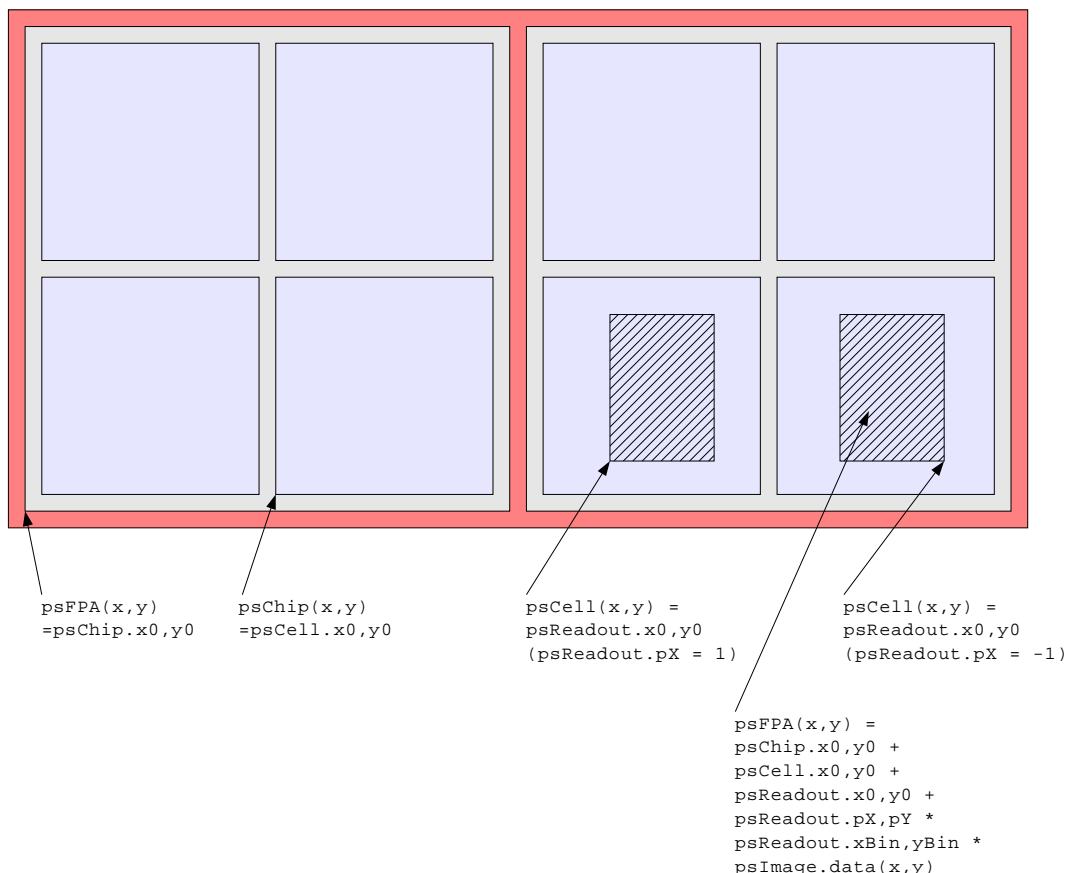 psFPA(x,y)
=psChip.x0,y0
psChip(x,y)
=psCell.x0,y0
psCell(x,y) =
psReadout.x0,y0
(psReadout.pX = 1)
psCell(x,y) =
psReadout.x0,y0
(psReadout.pX = -1)
psFPA(x,y) =
psChip.x0,y0 +
psCell.x0,y0 +
psReadout.x0,y0 +
psReadout.pX,pY *
psReadout.xBin,yBin *
psImage.data(x,y)